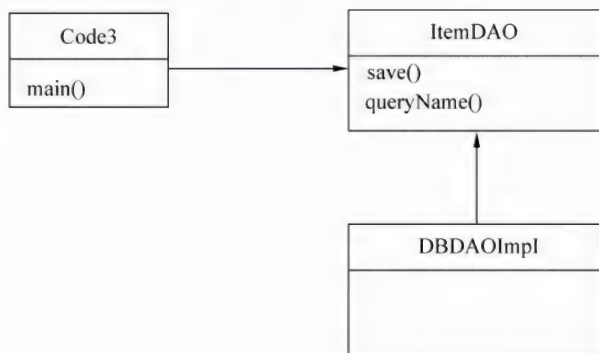 Code3
main()
ItemDAO
save()
queryName()
DBDAOImpl